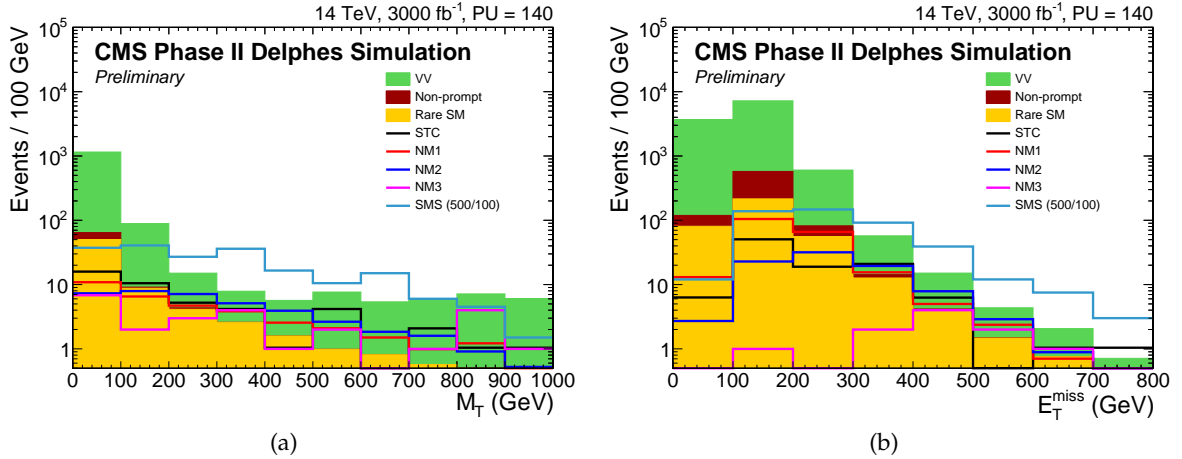 14 TeV, 3000 fb⁻¹, PU = 140
CMS Phase II Delphes Simulation
Preliminary
VV
Non-prompt
Rare SM
STC
NM1
NM2
NM3
SMS (500/100)
Events / 100 GeV
10⁵
10⁴
10³
10²
10
1
0 100 200 300 400 500 600 700 800 900 1000
M_T (GeV)
(a)
14 TeV, 3000 fb⁻¹, PU = 140
CMS Phase II Delphes Simulation
Preliminary
VV
Non-prompt
Rare SM
STC
NM1
NM2
NM3
SMS (500/100)
Events / 100 GeV
10⁵
10⁴
10³
10²
10
1
0 100 200 300 400 500 600 700 800
E_T^miss (GeV)
(b)